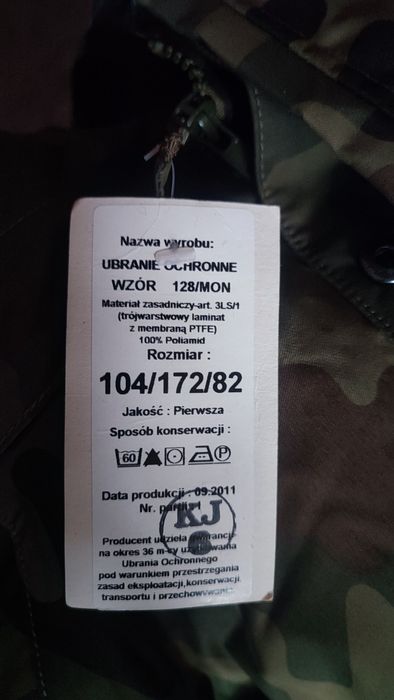 Nazwa wyrobu:
UBRANIE OCHRONNE
WZÓR 128/MON
Materiał zasadniczy-art. 3LS/1
(trójwarstwowy laminat
z membraną PTFE)
100% Poliamid
Rozmiar :
104/172/82
Jakość : Pierwsza
Sposób konserwacji :
60 P
Data produkcji : 09.2011
Nr. partii I
KJ
Producent udziela gwarancji
na okres 36 m-cy użytkowania
Ubrania Ochronnego
pod warunkiem przestrzegania
zasad eksploatacji,konserwacji,
transportu i przechowywania.